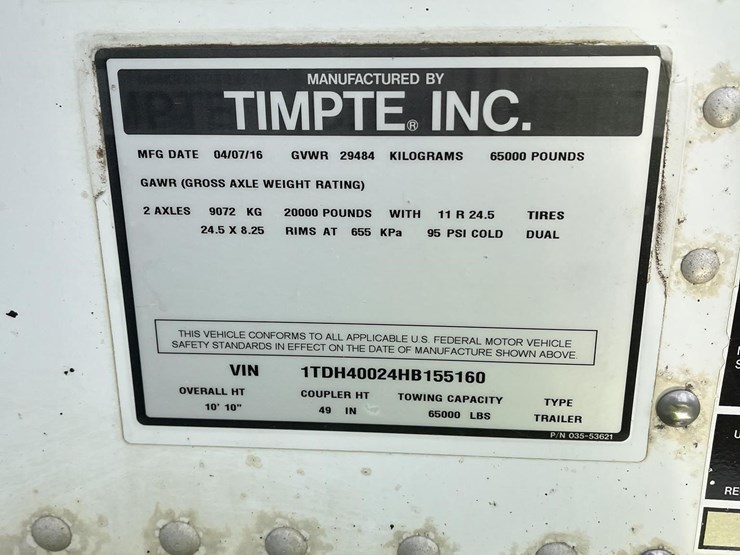 MANUFACTURED BY
TIMPTE® INC.
MFG DATE 04/07/16 GVWR 29484 KILOGRAMS 65000 POUNDS
GAWR (GROSS AXLE WEIGHT RATING)
2 AXLES 9072 KG 20000 POUNDS WITH 11 R 24.5 TIRES
24.5 X 8.25 RIMS AT 655 KPa 95 PSI COLD DUAL
THIS VEHICLE CONFORMS TO ALL APPLICABLE U.S. FEDERAL MOTOR VEHICLE
SAFETY STANDARDS IN EFFECT ON THE DATE OF MANUFACTURE SHOWN ABOVE.
VIN 1TDH40024HB155160
OVERALL HT COUPLER HT TOWING CAPACITY TYPE
10' 10" 49 IN 65000 LBS TRAILER
P/N 035-53621